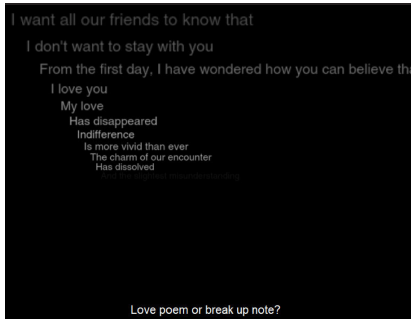 I want all our friends to know that
I don't want to stay with you
From the first day, I have wondered how you can believe
I love you
My love
Has disappeared
Indifference
Is more vivid than ever
The charm of our encounter
Has dissolved
Love poem or break up note?